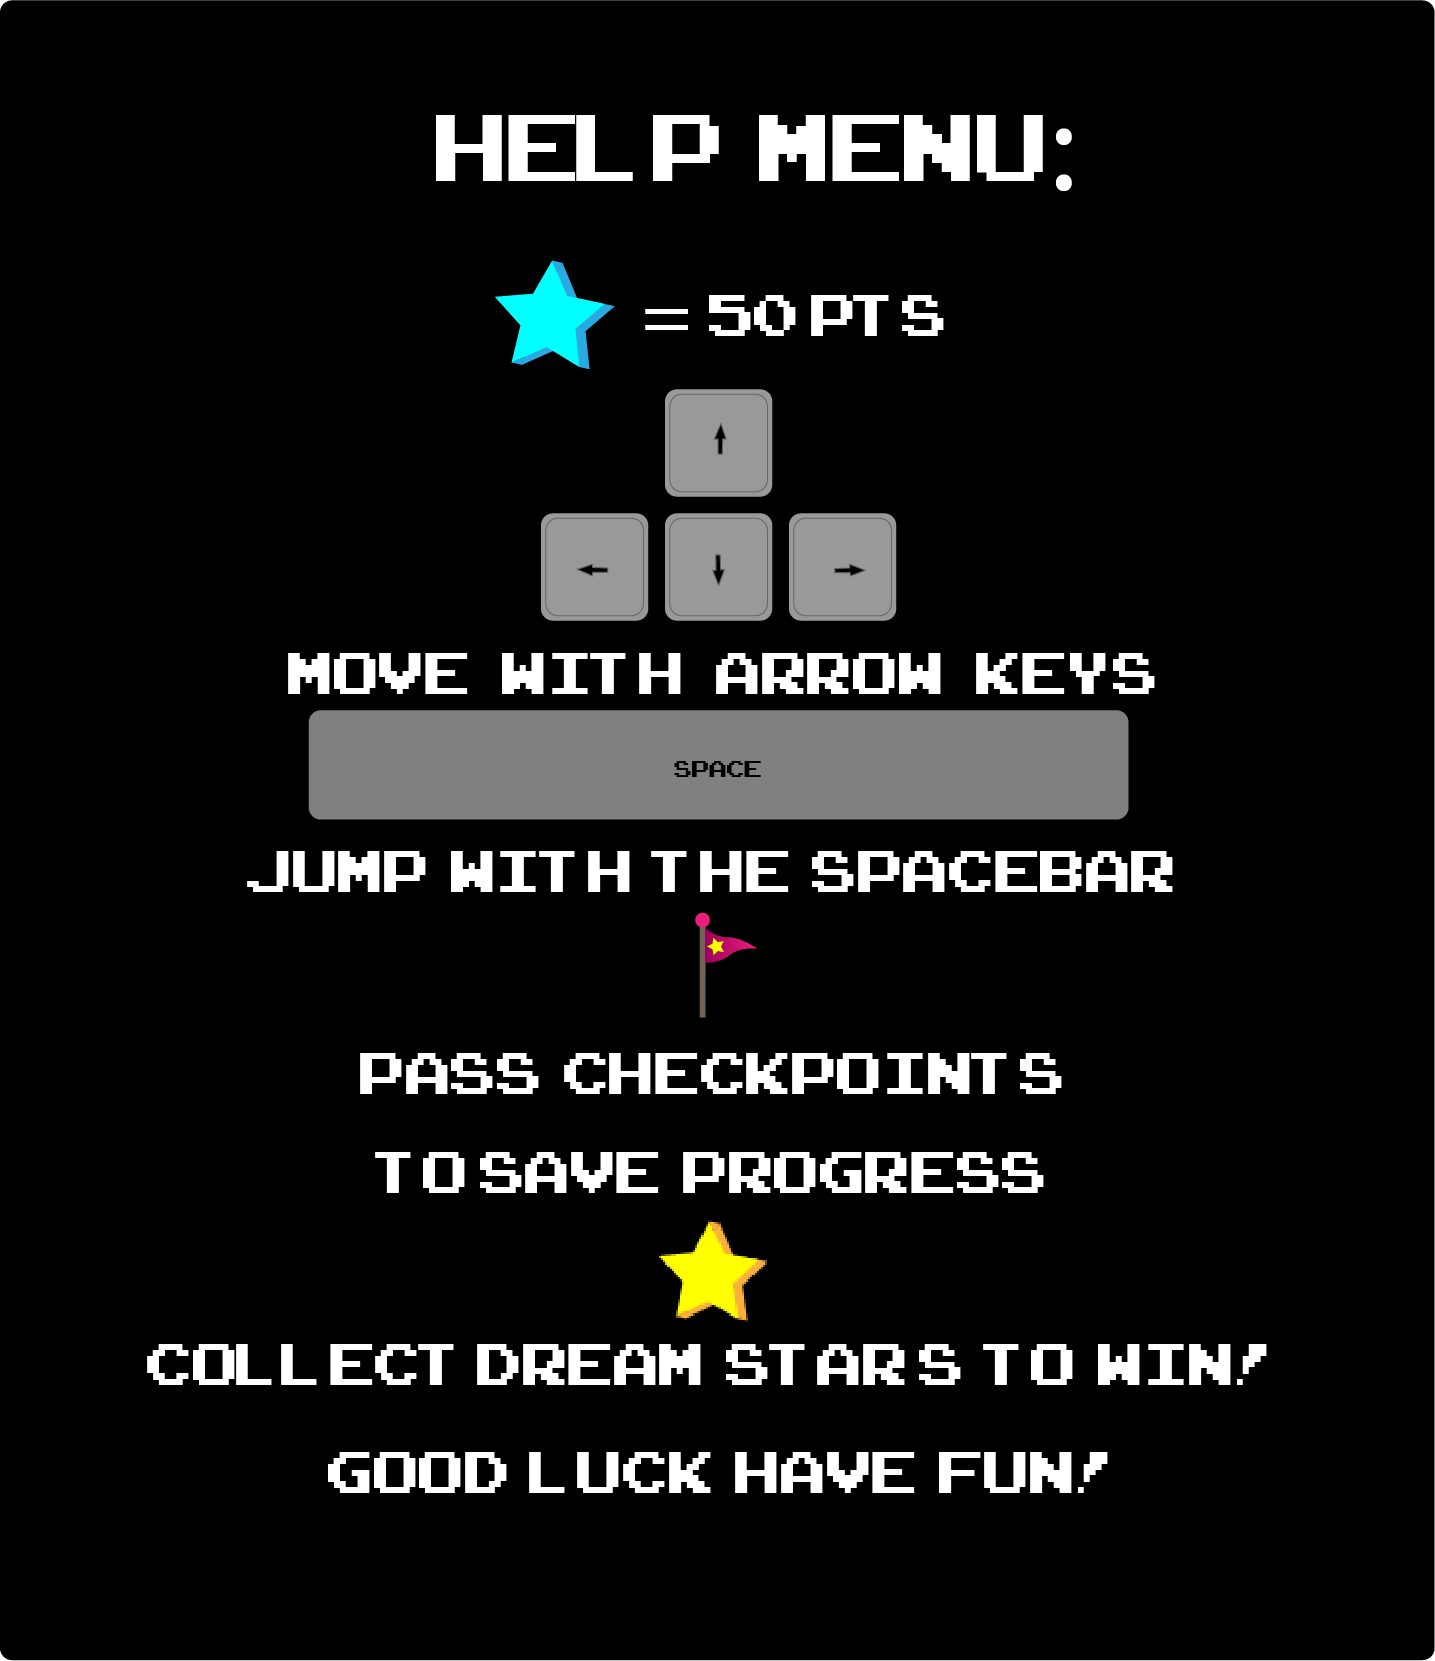 HELP MENU:
= 50 PTS
MOVE WITH ARROW KEYS
SPACE
JUMP WITH THE SPACEBAR
PASS CHECKPOINTS
TO SAVE PROGRESS
COLLECT DREAM STARS TO WIN!
GOOD LUCK HAVE FUN!